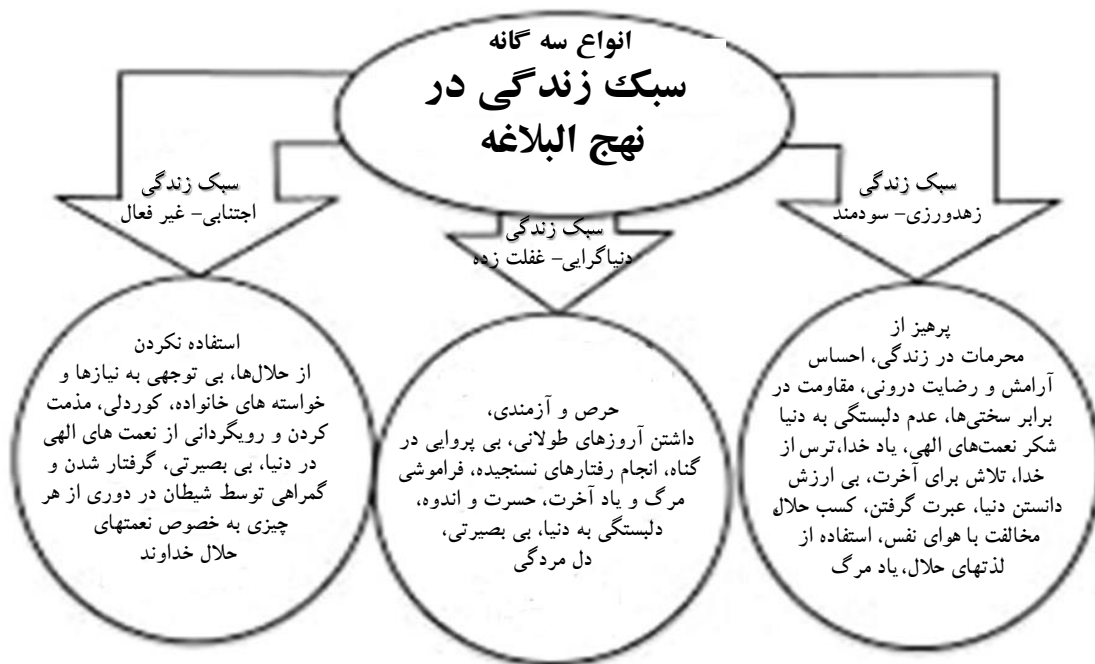 انواع سه گانه
سبک زندگی در
نهج البلاغه
سبک زندگی
زهدورزی- سودمند
سبک زندگی
دنیاگرایی- غفلت زده
سبک زندگی
اجتنابی- غیر فعال
پرهیز از
محرمات در زندگی، احساس
آرامش و رضایت درونی، مقاومت در
برابر سختی‌ها، عدم دلبستگی به دنیا
شکر نعمت‌های الهی، یاد خدا،ترس از
خدا، تلاش برای آخرت، بی ارزش
دانستن دنیا، عبرت گرفتن، کسب حلال،
مخالفت با هوای نفس، استفاده از
لذتهای حلال، یاد مرگ
حرص و آزمندی،
داشتن آروزهای طولانی، بی پروایی در
گناه، انجام رفتارهای نسنجیده، فراموشی
مرگ و یاد آخرت، حسرت و اندوه،
دلبستگی به دنیا، بی بصیرتی،
دل مردگی
استفاده نکردن
از حلال‌ها، بی توجهی به نیازها و
خواسته های خانواده، کوردلی، مذمت
کردن و رویگردانی از نعمت های الهی
در دنیا، بی بصیرتی، گرفتار شدن و
گمراهی توسط شیطان در دوری از هر
چیزی به خصوص نعمتهای
حلال خداوند